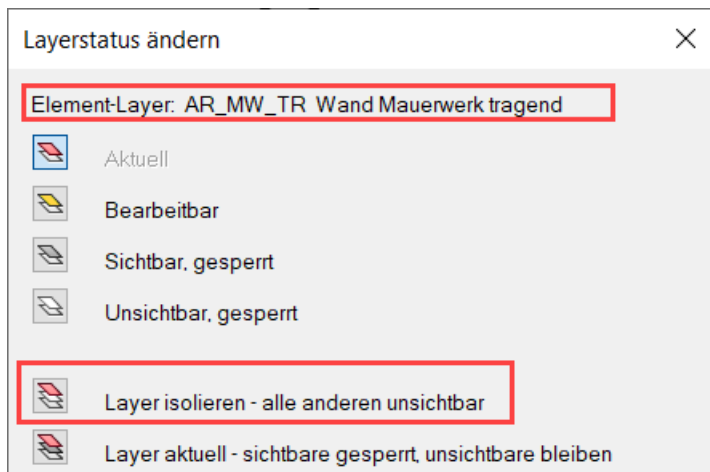 Layerstatus ändern
Element-Layer: AR_MW_TR Wand Mauerwerk tragend
Aktuell
Bearbeitbar
Sichtbar, gesperrt
Unsichtbar, gesperrt
Layer isolieren - alle anderen unsichtbar
Layer aktuell - sichtbare gesperrt, unsichtbare bleiben